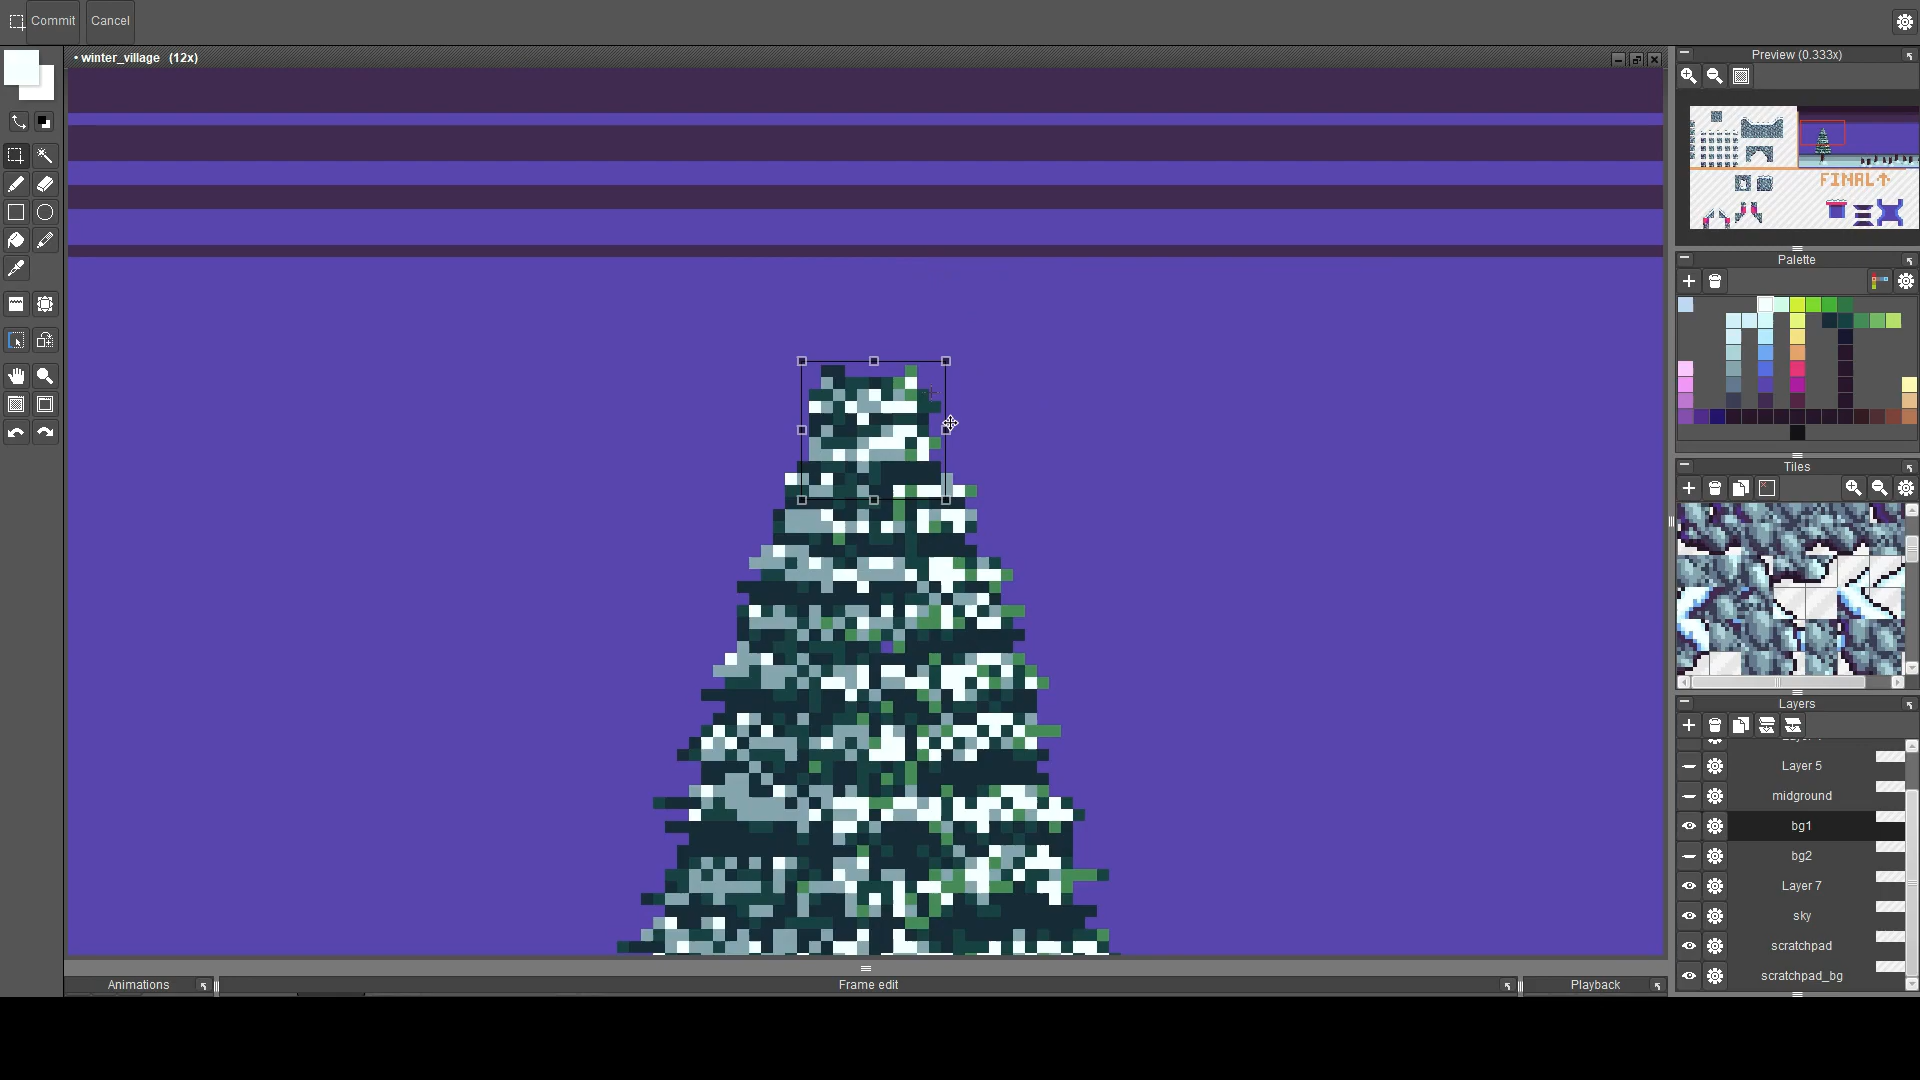 Commit
Cancel
• winter_village (12x)
Preview (0.333x)
FINAL↑
Palette
Tiles
Layers
Layer 5
midground
bg1
bg2
Layer 7
sky
scratchpad
scratchpad_bg
Animations
Frame edit
Playback